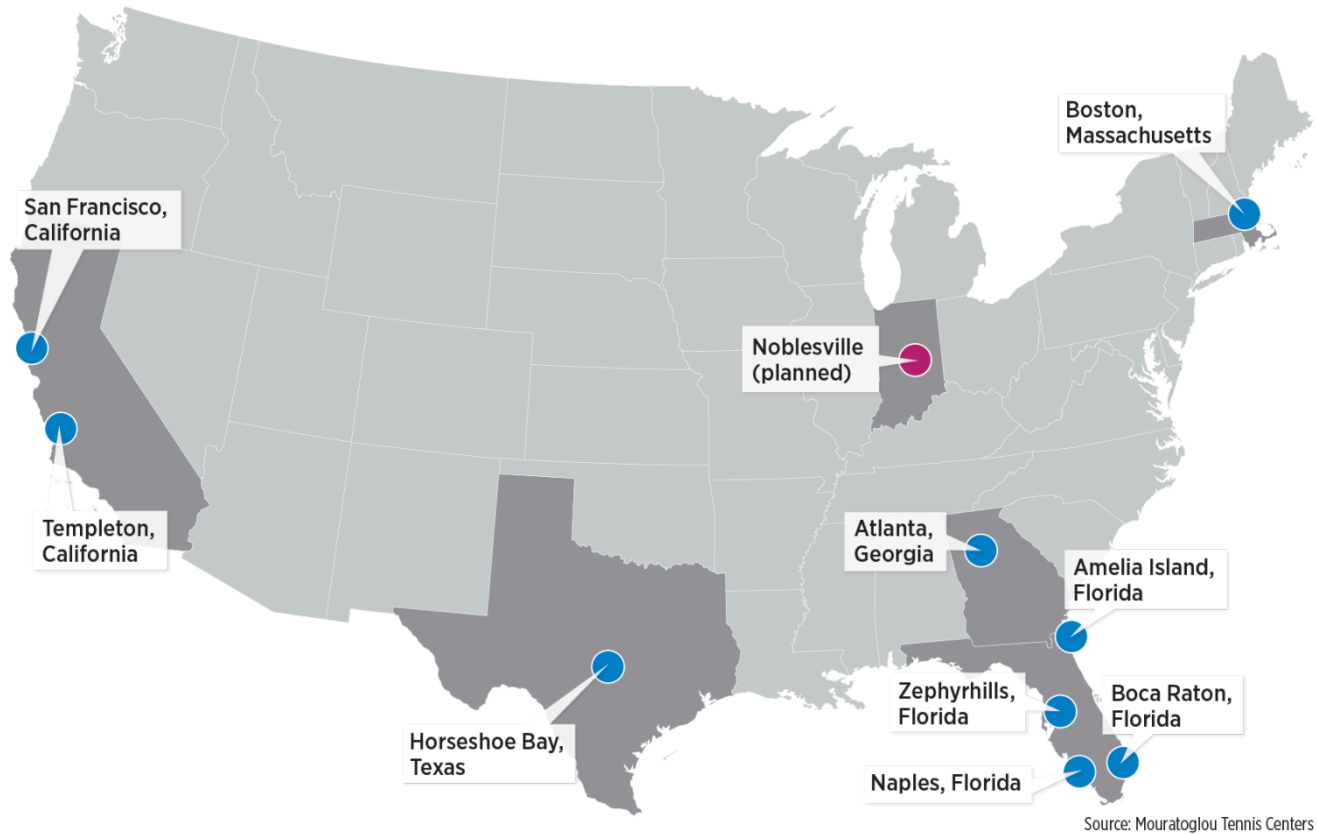 Boston,
Massachusetts
San Francisco,
California
Noblesville
(planned)
Templeton,
California
Atlanta,
Georgia
Amelia Island,
Florida
Zephyrhills,
Florida
Boca Raton,
Florida
Horseshoe Bay,
Texas
Naples, Florida
Source: Mouratoglou Tennis Centers